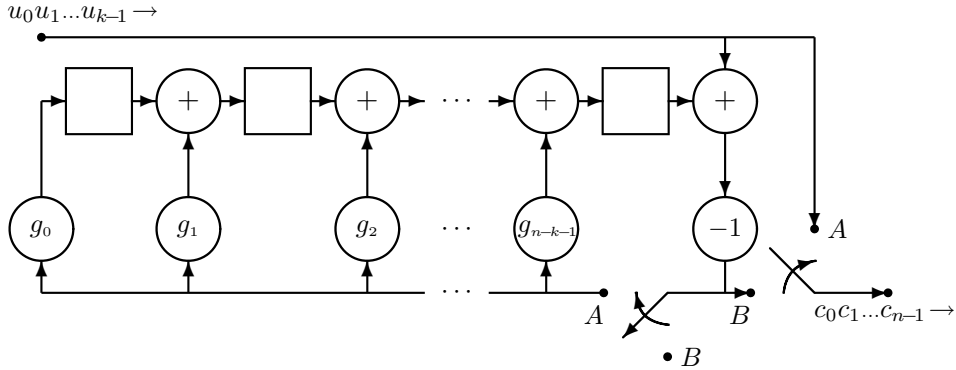 u₀u₁...uₖ₋₁ →
+ + ⋯ + +
g₀ g₁ g₂ ⋯ gₙ₋ₖ₋₁ −1 A
⋯ A B
c₀c₁...cₙ₋₁ →
B